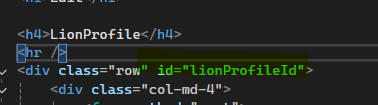 <h4>LionProfile</h4>
<hr />
<div class="row" id="lionProfileId">
<div class="col-md-4">